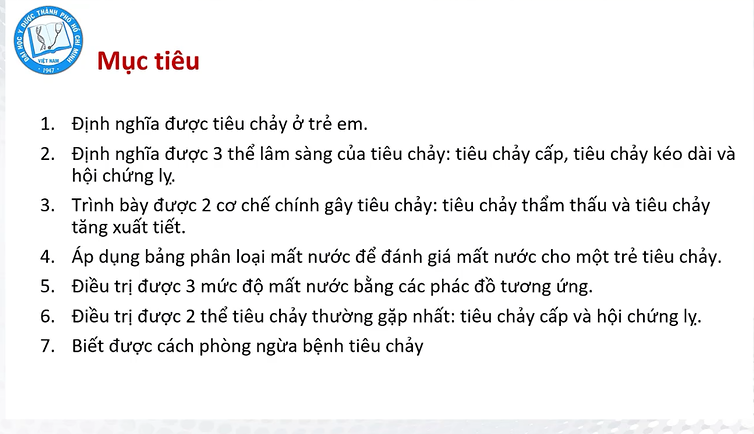 ĐẠI HỌC Y DƯỢC THÀNH PHỐ HỒ CHÍ MINH
VIỆT NAM
1947
Mục tiêu
1. Định nghĩa được tiêu chảy ở trẻ em.
2. Định nghĩa được 3 thể lâm sàng của tiêu chảy: tiêu chảy cấp, tiêu chảy kéo dài và
hội chứng lỵ.
3. Trình bày được 2 cơ chế chính gây tiêu chảy: tiêu chảy thẩm thấu và tiêu chảy
tăng xuất tiết.
4. Áp dụng bảng phân loại mất nước để đánh giá mất nước cho một trẻ tiêu chảy.
5. Điều trị được 3 mức độ mất nước bằng các phác đồ tương ứng.
6. Điều trị được 2 thể tiêu chảy thường gặp nhất: tiêu chảy cấp và hội chứng lỵ.
7. Biết được cách phòng ngừa bệnh tiêu chảy